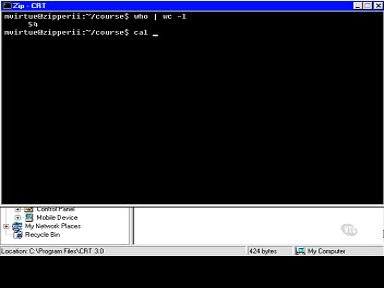 Zip - CRT
mvirtue@zipperii:~/course$ who | wc -l
54
mvirtue@zipperii:~/course$ cal _
Control Panel
Mobile Device
My Network Places
Recycle Bin
Location: C:\Program Files\CRT 3.0
424 bytes
My Computer
VTC